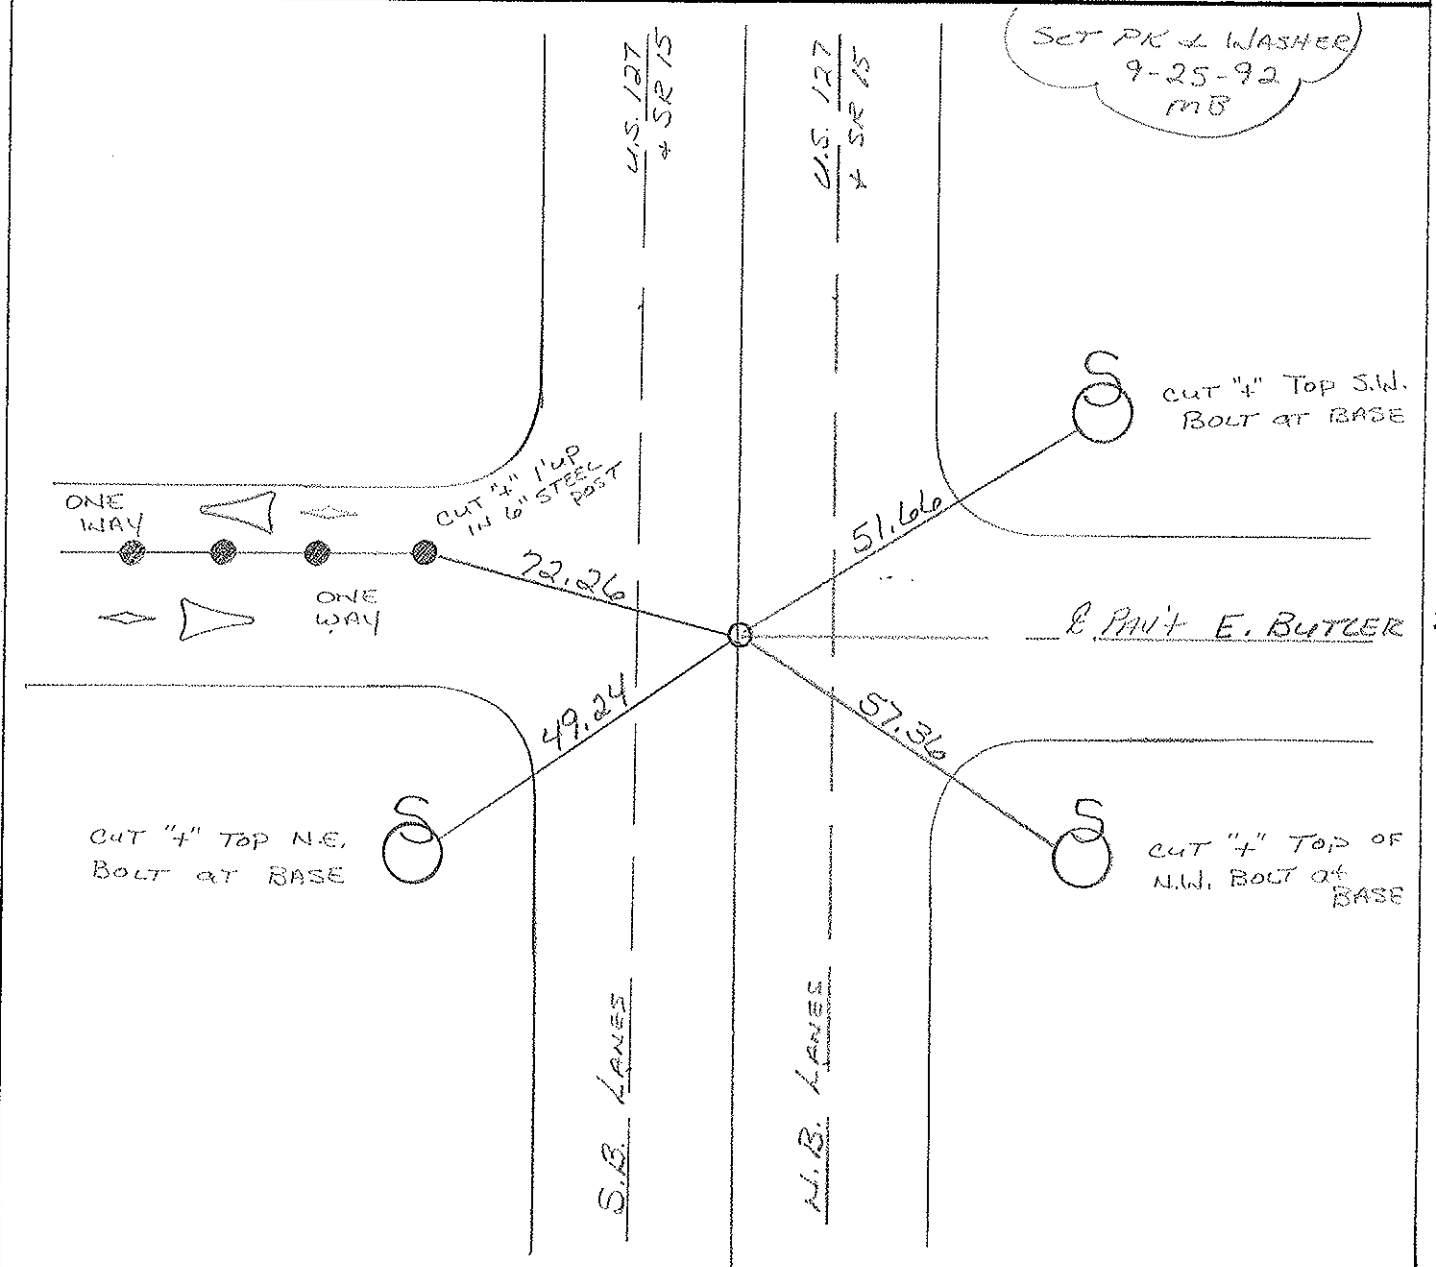 SET PK & WASHER
9-25-92
MB
U.S. 127
& SR 15
U.S. 127
& SR 15
CUT "+" TOP S.W.
BOLT at BASE
CUT "+" 1' UP
IN 6" STEEL
POST
ONE
WAY
51.66
72.26
ONE
WAY
℄ PAV'T E. BUTLER
49.24
57.36
CUT "+" TOP N.E.
BOLT at BASE
CUT "+" TOP OF
N.W. BOLT at
BASE
S.B. LANES
N.B. LANES